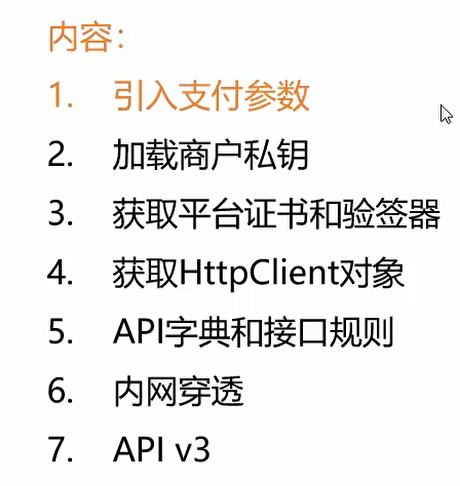 内容：
1. 引入支付参数
2. 加载商户私钥
3. 获取平台证书和验签器
4. 获取HttpClient对象
5. API字典和接口规则
6. 内网穿透
7. API v3